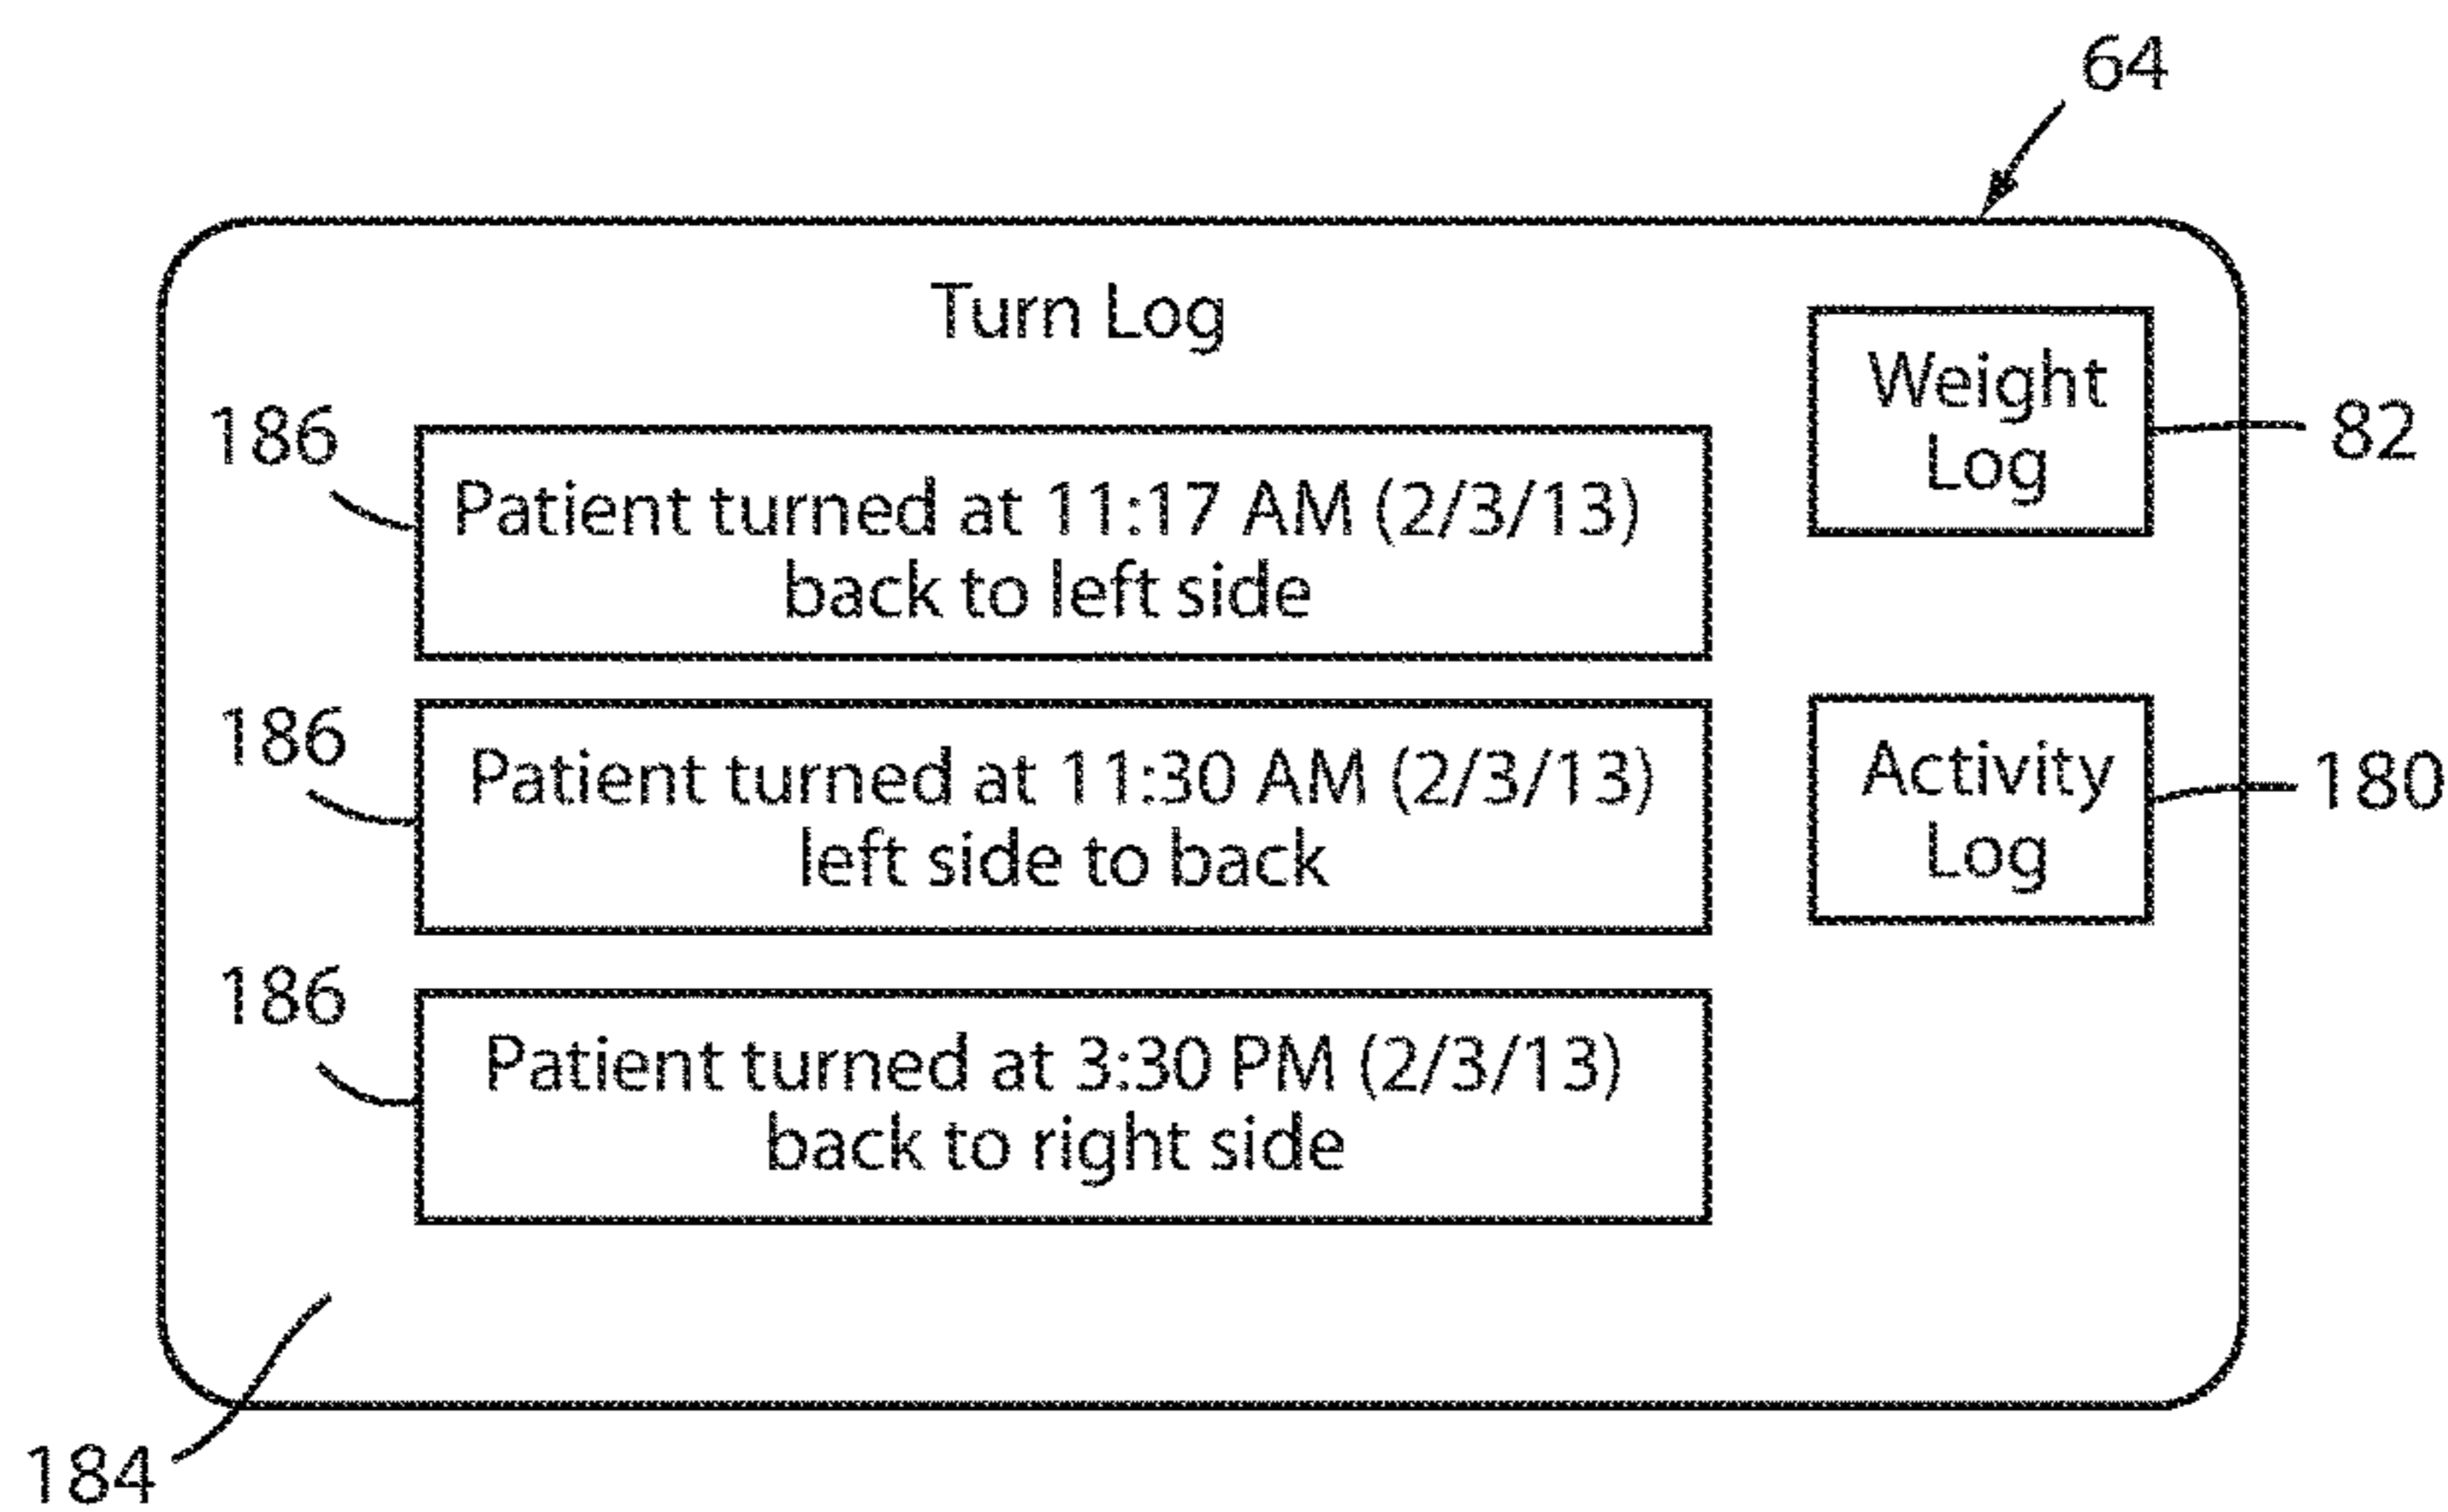 64
Turn Log
Weight
Log
82
186
Patient turned at 11:17 AM (2/3/13)
back to left side
186
Patient turned at 11:30 AM (2/3/13)
left side to back
Activity
Log
180
186
Patient turned at 3:30 PM (2/3/13)
back to right side
184